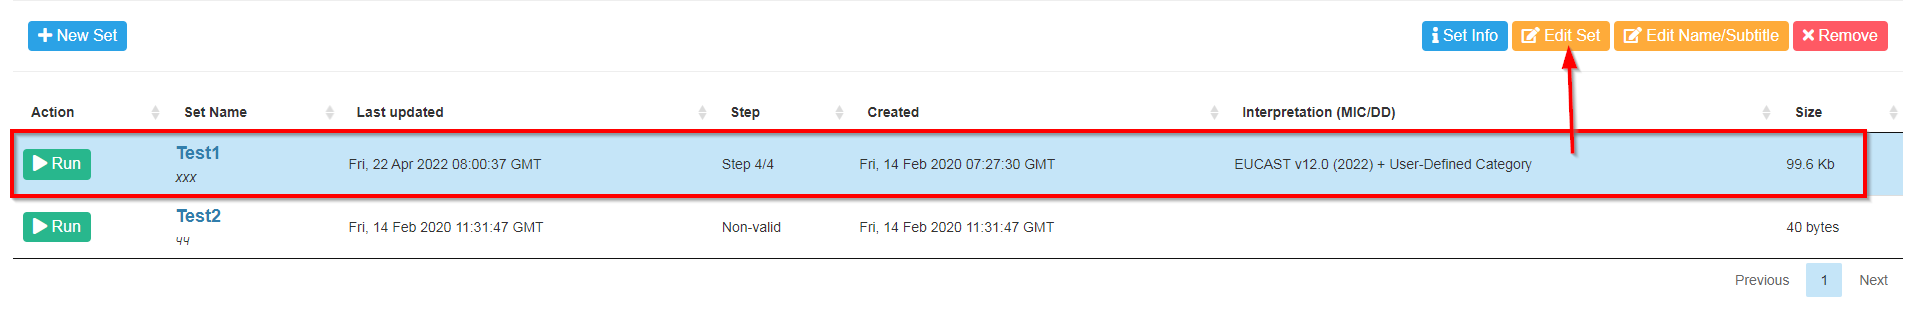 New Set Set Info Edit Set Edit Name/Subtitle Remove
Action Set Name Last updated Step Created Interpretation (MIC/DD) Size
Run Test1 Fri, 22 Apr 2022 08:00:37 GMT Step 4/4 Fri, 14 Feb 2020 07:27:30 GMT EUCAST v12.0 (2022) + User-Defined Category 99.6 Kb
xxx
Run Test2 Fri, 14 Feb 2020 11:31:47 GMT Non-valid Fri, 14 Feb 2020 11:31:47 GMT 40 bytes
Previous 1 Next